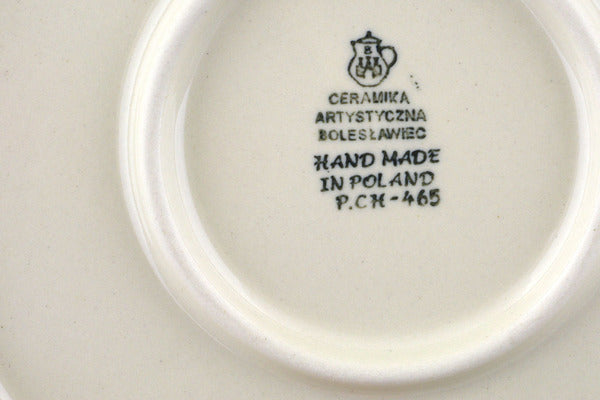 B
CERAMIKA
ARTYSTYCZNA
BOLESŁAWIEC
HAND MADE
IN POLAND
P.CH-465